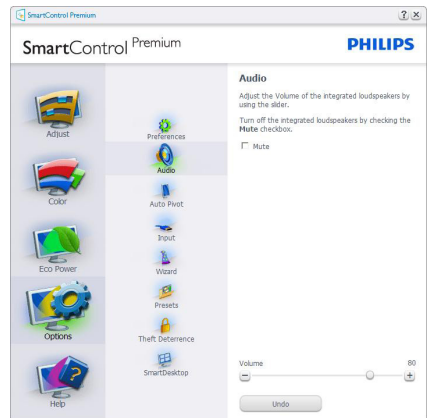 SmartControl Premium
SmartControl Premium
PHILIPS
Adjust
Color
Eco Power
Options
Help
Preferences
Audio
Auto Pivot
Input
Wizard
Presets
Theft Deterrence
SmartDesktop
Audio
Adjust the Volume of the integrated loudspeakers by
using the slider.
Turn off the integrated loudspeakers by checking the
Mute checkbox.
Mute
Volume 80
Undo